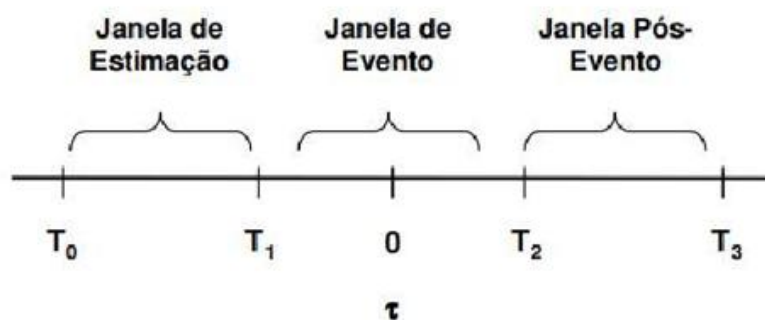 Janela de
Estimação
Janela de
Evento
Janela Pós-
Evento
T₀ T₁ 0 T₂ T₃
τ